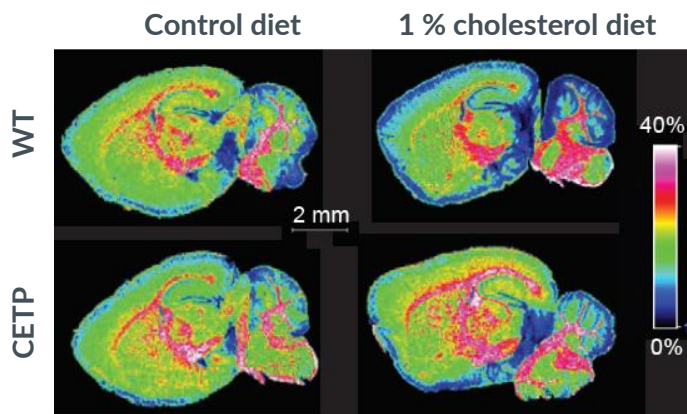 Control diet
1 % cholesterol diet
WT
40%
2 mm
CETP
0%